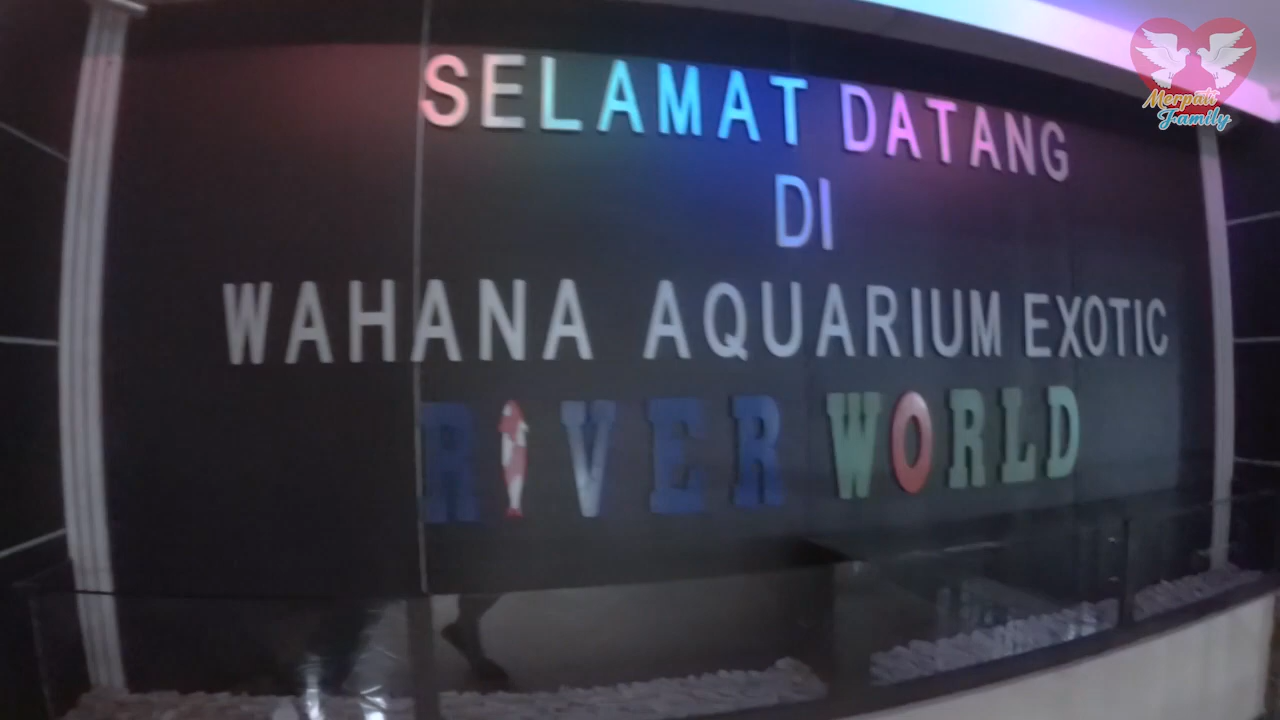 SELAMAT DATANG
DI
WAHANA AQUARIUM EXOTIC
RIVER WORLD
Merpati
Family